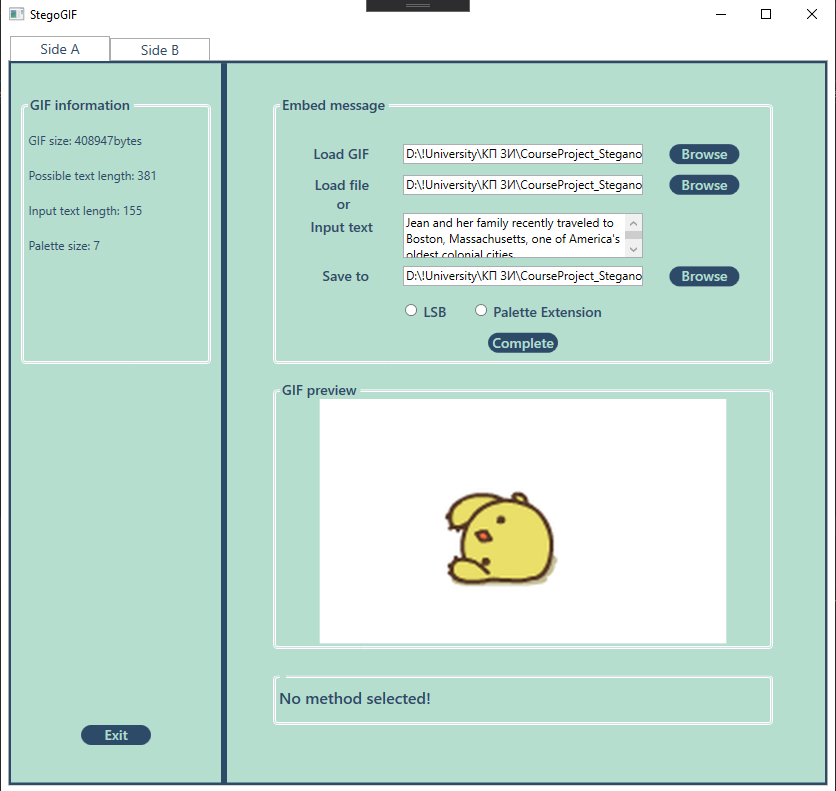 StegoGIF
Side A
Side B
GIF information
GIF size: 408947bytes
Possible text length: 381
Input text length: 155
Palette size: 7
Exit
Embed message
Load GIF
D:\!University\КП ЗИ\CourseProject_Stegano
Browse
Load file
D:\!University\КП ЗИ\CourseProject_Stegano
Browse
or
Input text
Jean and her family recently traveled to
Boston, Massachusetts, one of America's
oldest colonial cities.
Save to
D:\!University\КП ЗИ\CourseProject_Stegano
Browse
LSB
Palette Extension
Complete
GIF preview
No method selected!